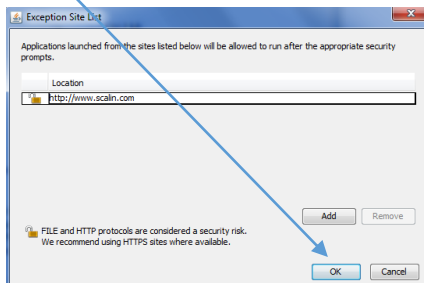 Exception Site List
Applications launched from the sites listed below will be allowed to run after the appropriate security
prompts.
Location
http://www.scalin.com
Add Remove
FILE and HTTP protocols are considered a security risk.
We recommend using HTTPS sites where available.
OK Cancel